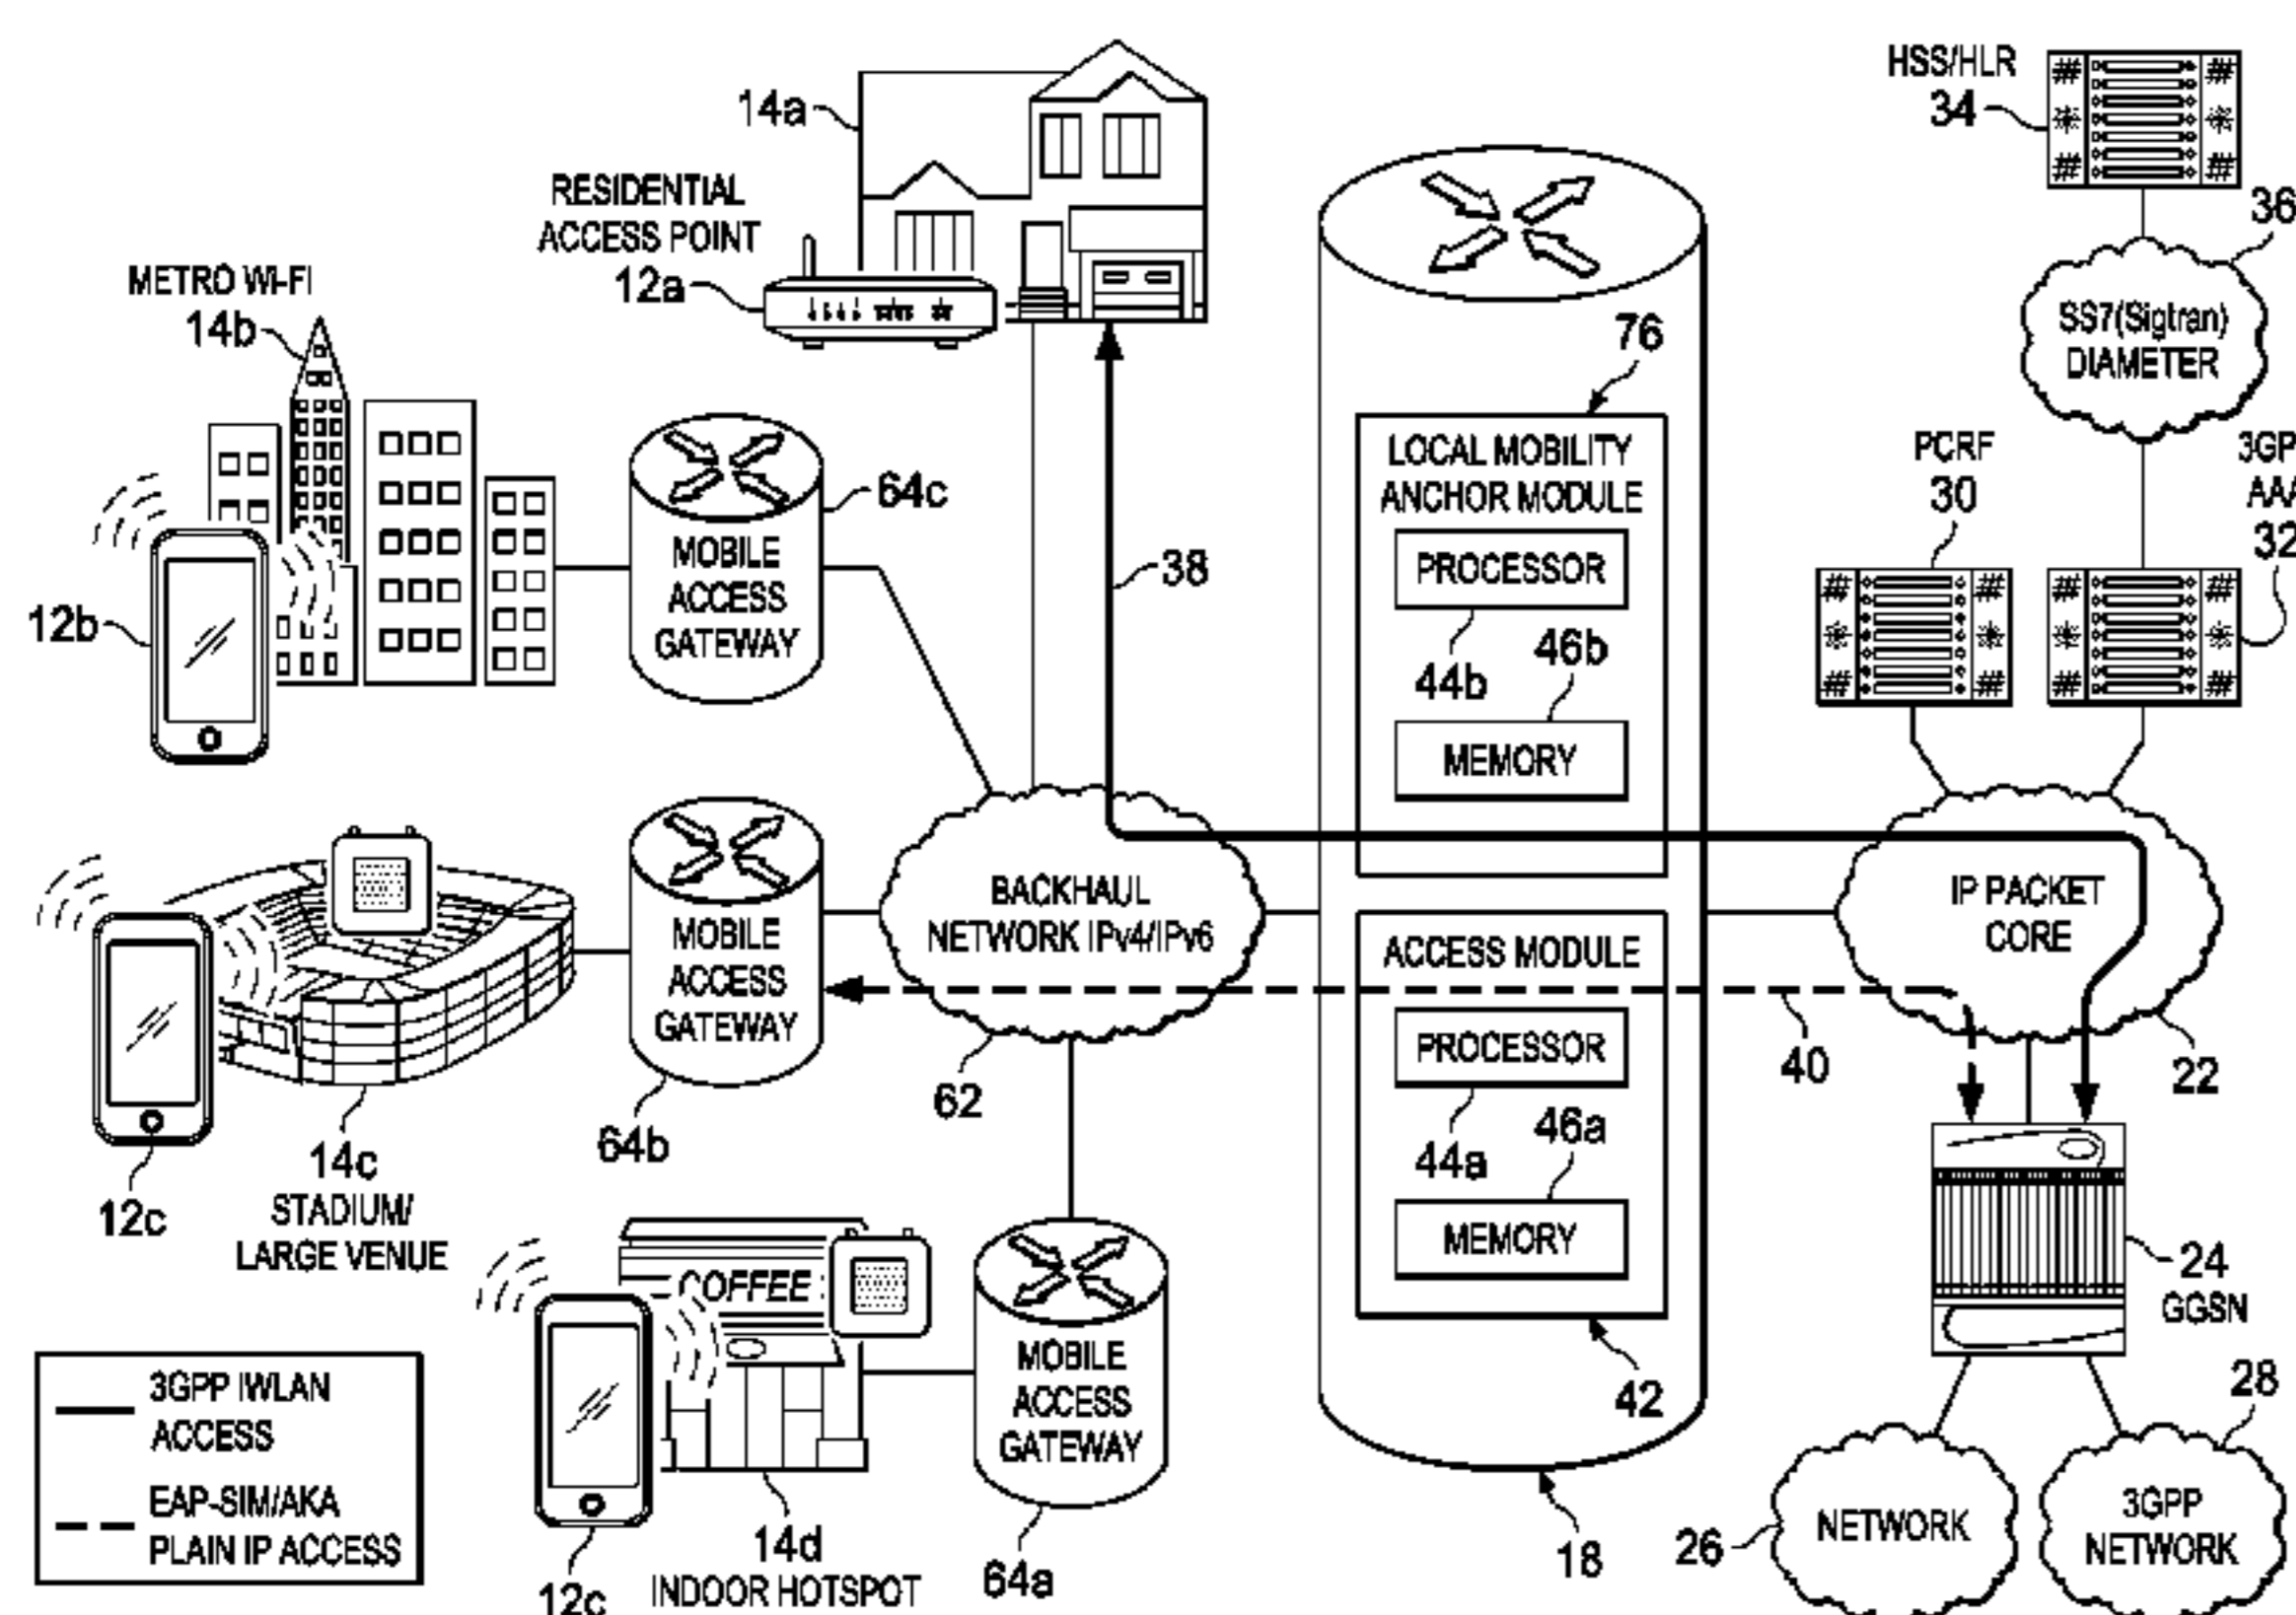 HSS/HLR
34
36
SS7(Sigtran)
DIAMETER
14a
RESIDENTIAL
ACCESS POINT
12a
METRO WI-FI
14b
12b
64c
MOBILE
ACCESS
GATEWAY
38
76
LOCAL MOBILITY
ANCHOR MODULE
PROCESSOR
44b
46b
MEMORY
PCRF
30
3GP
AAA
32
12c
14c
STADIUM/
LARGE VENUE
MOBILE
ACCESS
GATEWAY
64b
BACKHAUL
NETWORK IPv4/IPv6
62
ACCESS MODULE
PROCESSOR
44a
46a
MEMORY
42
18
40
IP PACKET
CORE
22
24
GGSN
26
NETWORK
28
3GPP
NETWORK
COFFEE
12c
14d
INDOOR HOTSPOT
MOBILE
ACCESS
GATEWAY
64a
3GPP IWLAN
ACCESS
EAP-SIM/AKA
PLAIN IP ACCESS